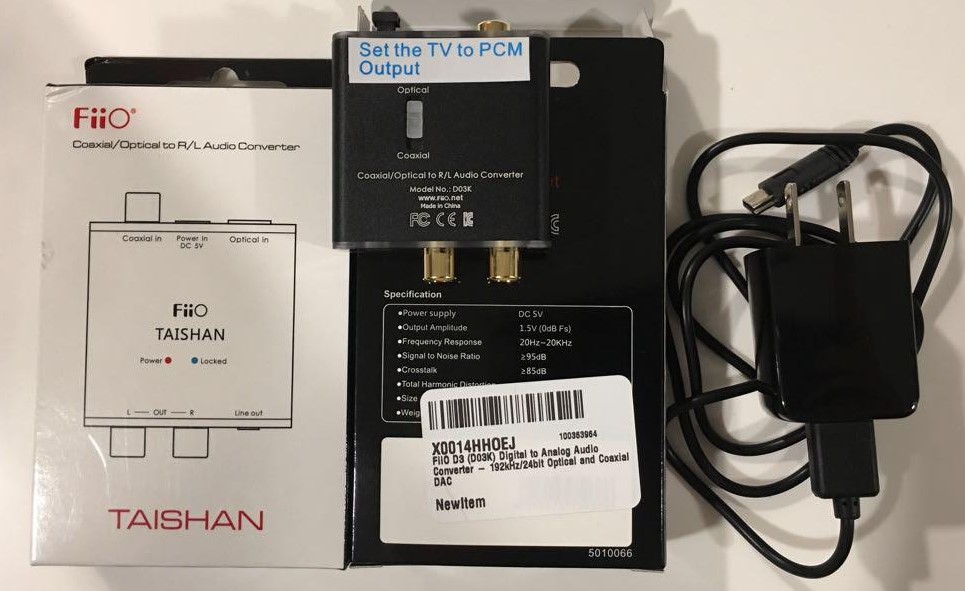 FiiO®
Coaxial/Optical to R/L Audio Converter
Coaxial in
Power in
DC 5V
Optical in
FiiO
TAISHAN
Power
Locked
L
OUT
R
Line out
TAISHAN
Set the TV to PCM
Output
Optical
Coaxial
Coaxial/Optical to R/L Audio Converter
Model No.: D03K
www.FiiO.net
Made in China
FC CE
Specification
•Power supply DC 5V
•Output Amplitude 1.5V (0dB Fs)
•Frequency Response 20Hz~20KHz
•Signal to Noise Ratio ≥95dB
•Crosstalk ≥85dB
•Total Harmonic Distortion
•Size
X0014HHOEJ
100363964
FiiO D3 (D03K) Digital to Analog Audio
Converter – 192kHz/24bit Optical and Coaxial
DAC
NewItem
5010066